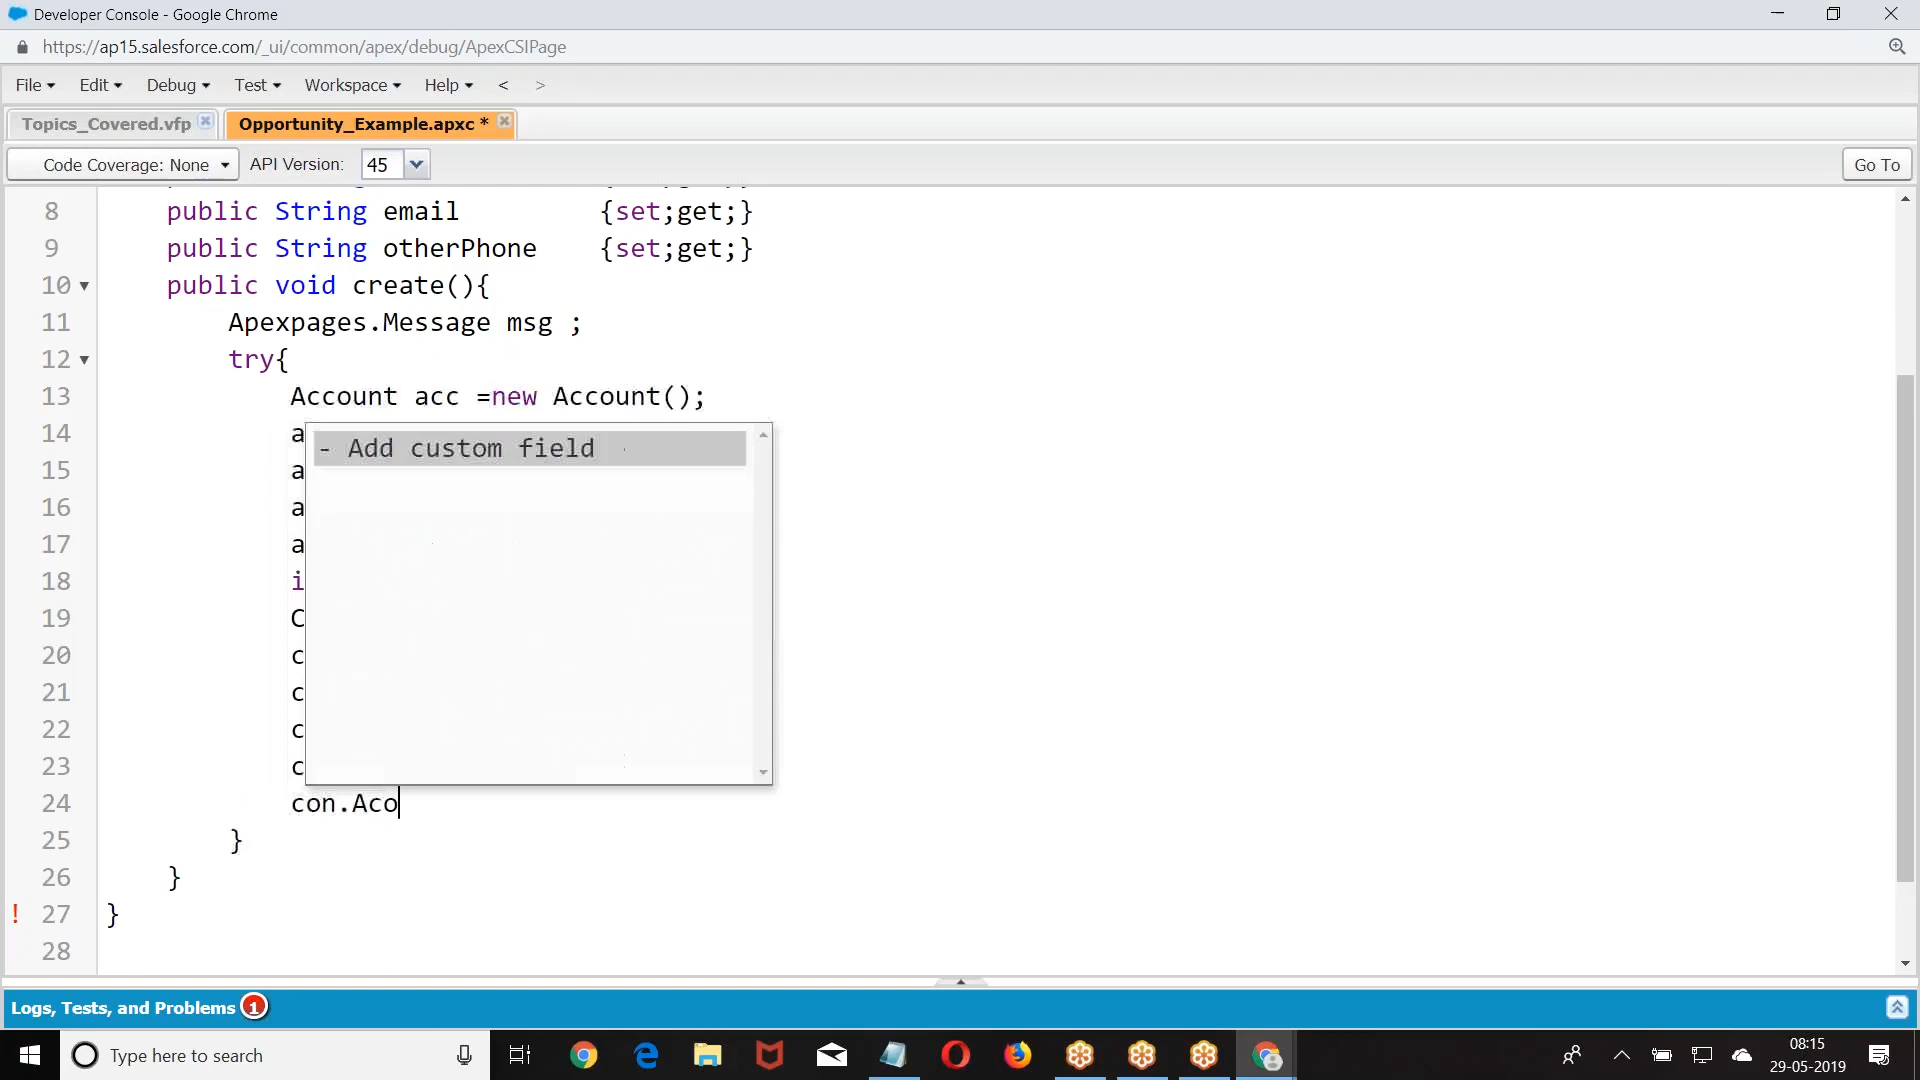 Developer Console - Google Chrome
https://ap15.salesforce.com/_ui/common/apex/debug/ApexCSIPage
File Edit Debug Test Workspace Help < >
Topics_Covered.vfp Opportunity_Example.apxc *
Code Coverage: None API Version: 45 Go To
8 public String email {set;get;}
9 public String otherPhone {set;get;}
10 public void create(){
11 Apexpages.Message msg ;
12 try{
13 Account acc =new Account();
14 a
- Add custom field
15 a
16 a
17 a
18 i
19 C
20 c
21 c
22 c
23 c
24 con.Aco
25 }
26 }
! 27 }
28
Logs, Tests, and Problems 1
Type here to search
08:15
29-05-2019